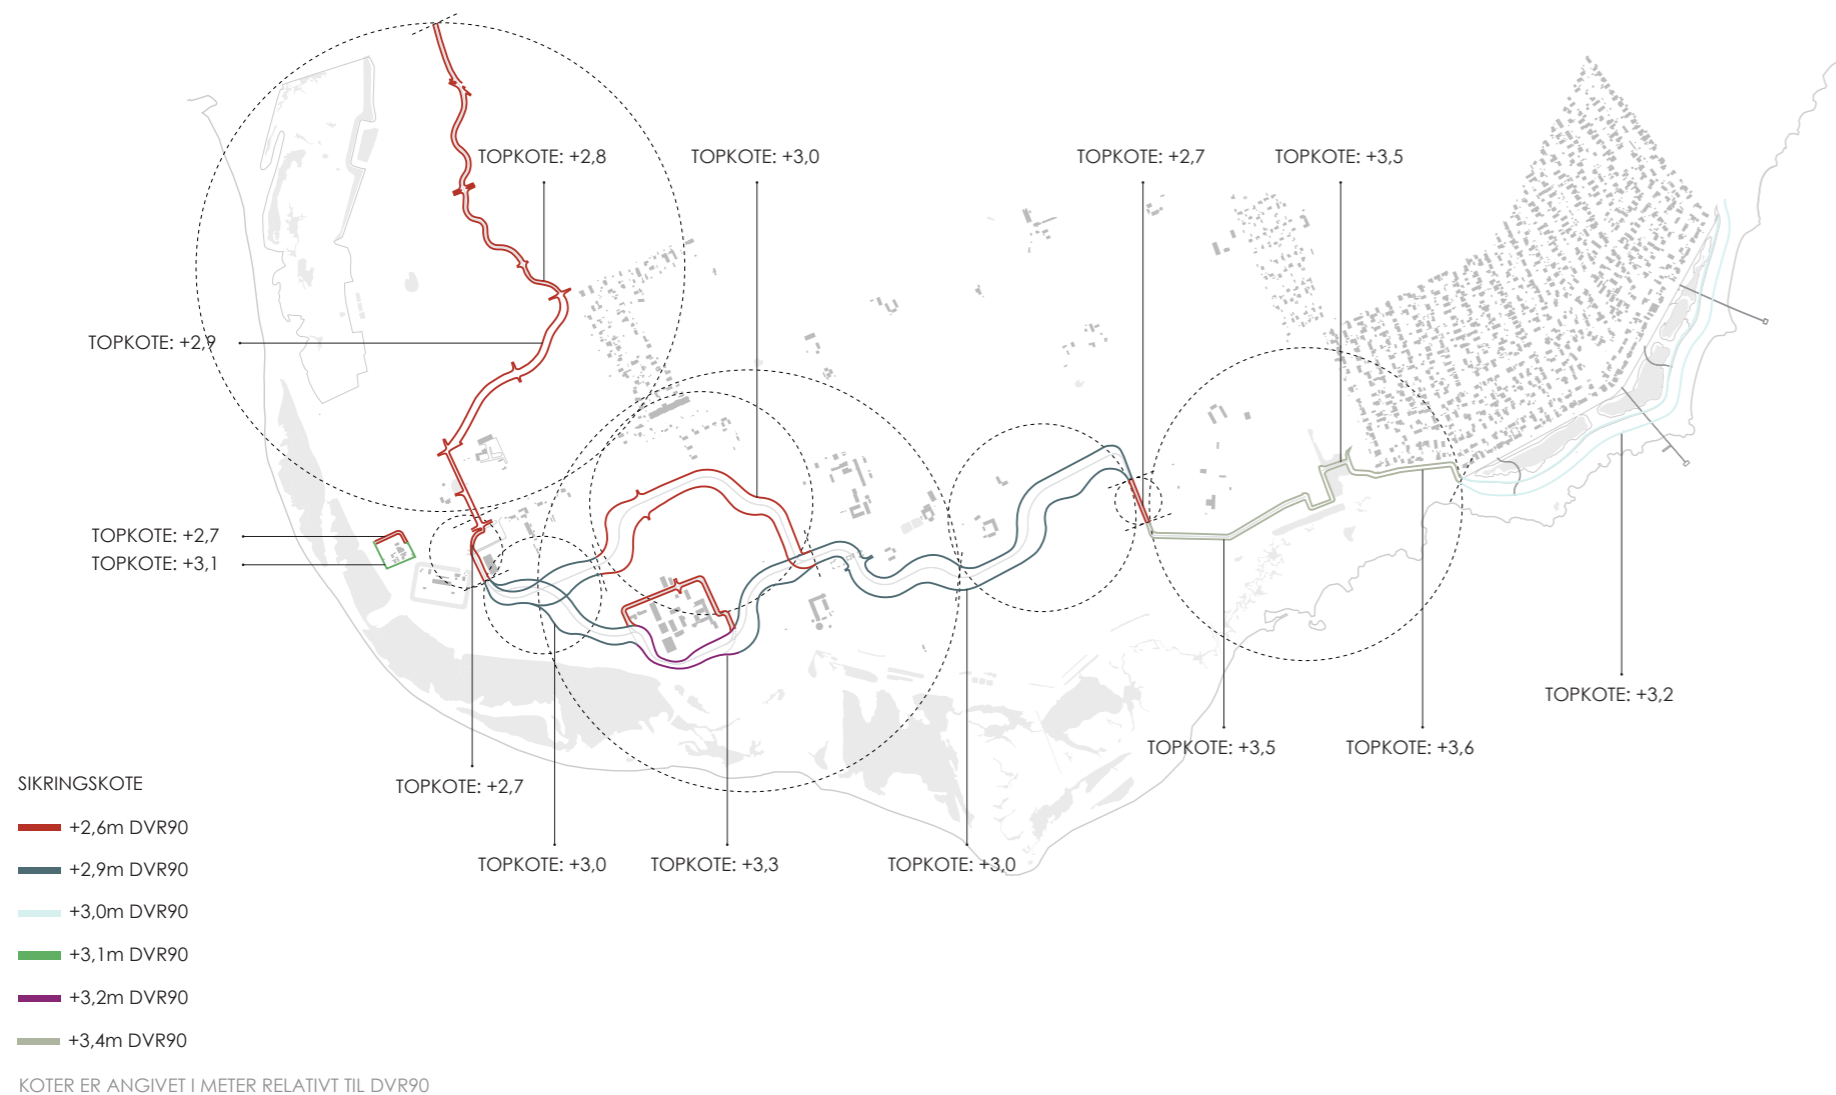 TOPKOTE: +2,8
TOPKOTE: +3,0
TOPKOTE: +2,7
TOPKOTE: +3,5
TOPKOTE: +2,9
TOPKOTE: +2,7
TOPKOTE: +3,1
TOPKOTE: +3,2
TOPKOTE: +3,5
TOPKOTE: +3,6
TOPKOTE: +2,7
TOPKOTE: +3,0
TOPKOTE: +3,3
TOPKOTE: +3,0
SIKRINGSKOTE
+2,6m DVR90
+2,9m DVR90
+3,0m DVR90
+3,1m DVR90
+3,2m DVR90
+3,4m DVR90
KOTER ER ANGIVET I METER RELATIVT TIL DVR90